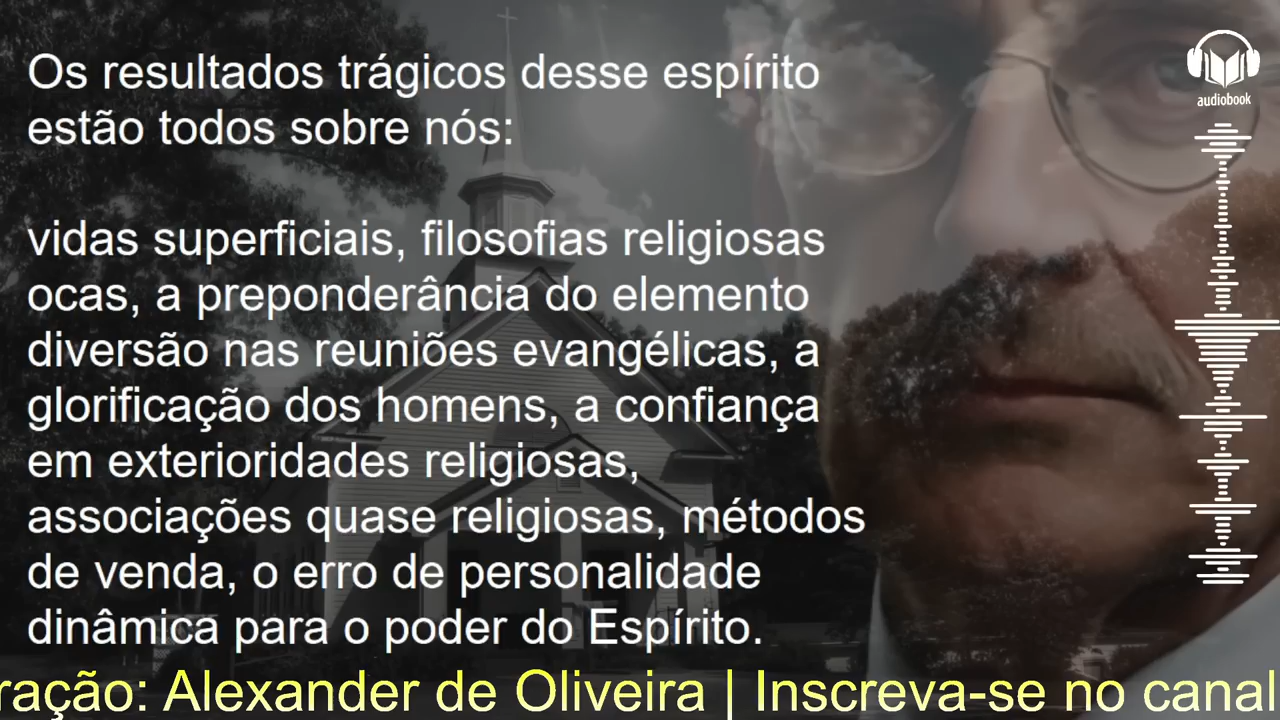 Os resultados trágicos desse espírito
estão todos sobre nós:
vidas superficiais, filosofias religiosas
ocas, a preponderância do elemento
diversão nas reuniões evangélicas, a
glorificação dos homens, a confiança
em exterioridades religiosas,
associações quase religiosas, métodos
de venda, o erro de personalidade
dinâmica para o poder do Espírito.
audiobook
ração: Alexander de Oliveira | Inscreva-se no canal